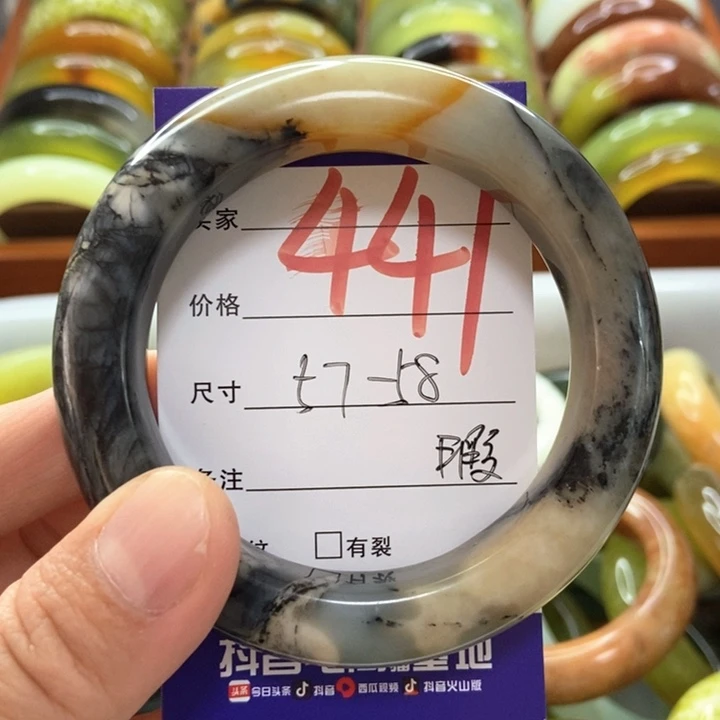 卖家 441
价格
尺寸 57-58
备注 瑕
纹 □有裂
今日头条 抖音 西瓜视频 抖音火山版